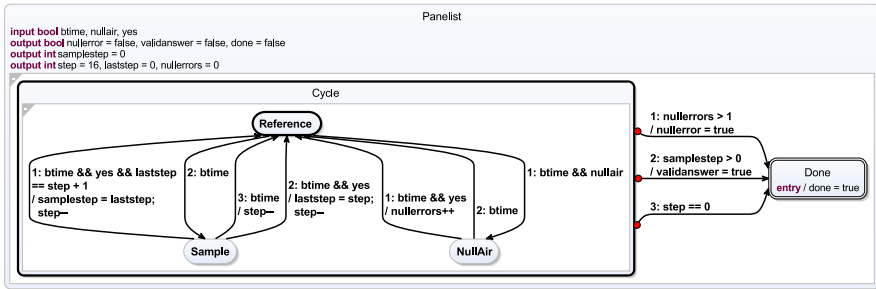 Panelist
input bool btime, nullair, yes
output bool nullerror = false, validanswer = false, done = false
output int samplestep = 0
output int step = 16, laststep = 0, nullerrors = 0
Cycle
Reference
1: btime && yes && laststep
== step + 1
/ samplestep = laststep;
step--
2: btime
3: btime
/ step--
2: btime && yes
/ laststep = step;
step--
1: btime && yes
/ nullerrors++
2: btime
1: btime && nullair
Sample
NullAir
1: nullerrors > 1
/ nullerror = true
2: samplestep > 0
/ validanswer = true
3: step == 0
Done
entry / done = true